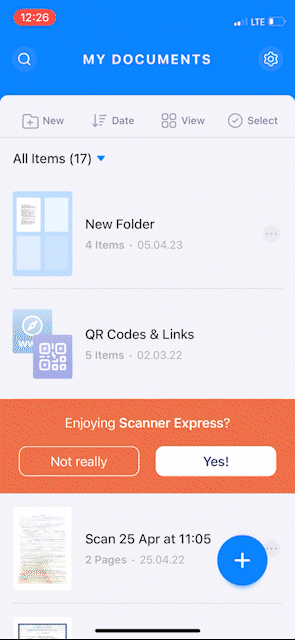 12:26
LTE
MY DOCUMENTS
New Date View Select
All Items (17)
New Folder
4 Items • 05.04.23
QR Codes & Links
5 Items • 02.03.22
Enjoying Scanner Express?
Not really Yes!
Scan 25 Apr at 11:05
2 Pages • 25.04.22